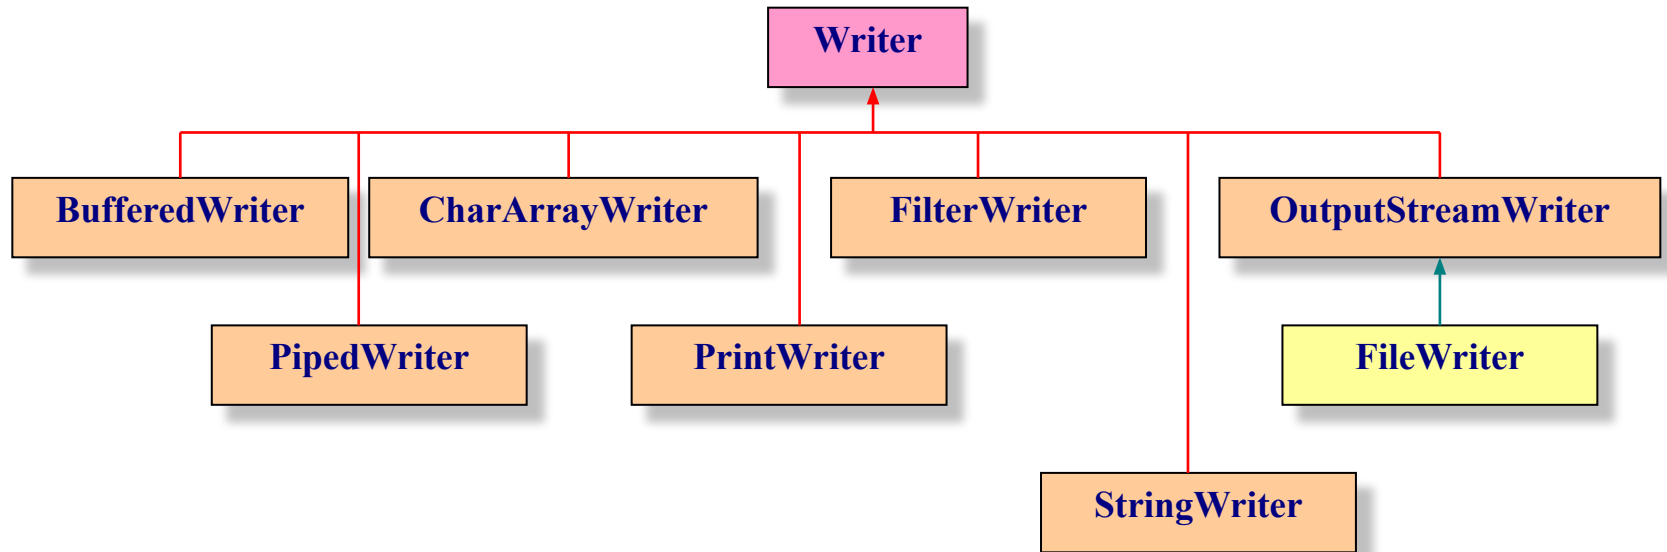 Writer
BufferedWriter
CharArrayWriter
FilterWriter
OutputStreamWriter
PipedWriter
PrintWriter
FileWriter
StringWriter